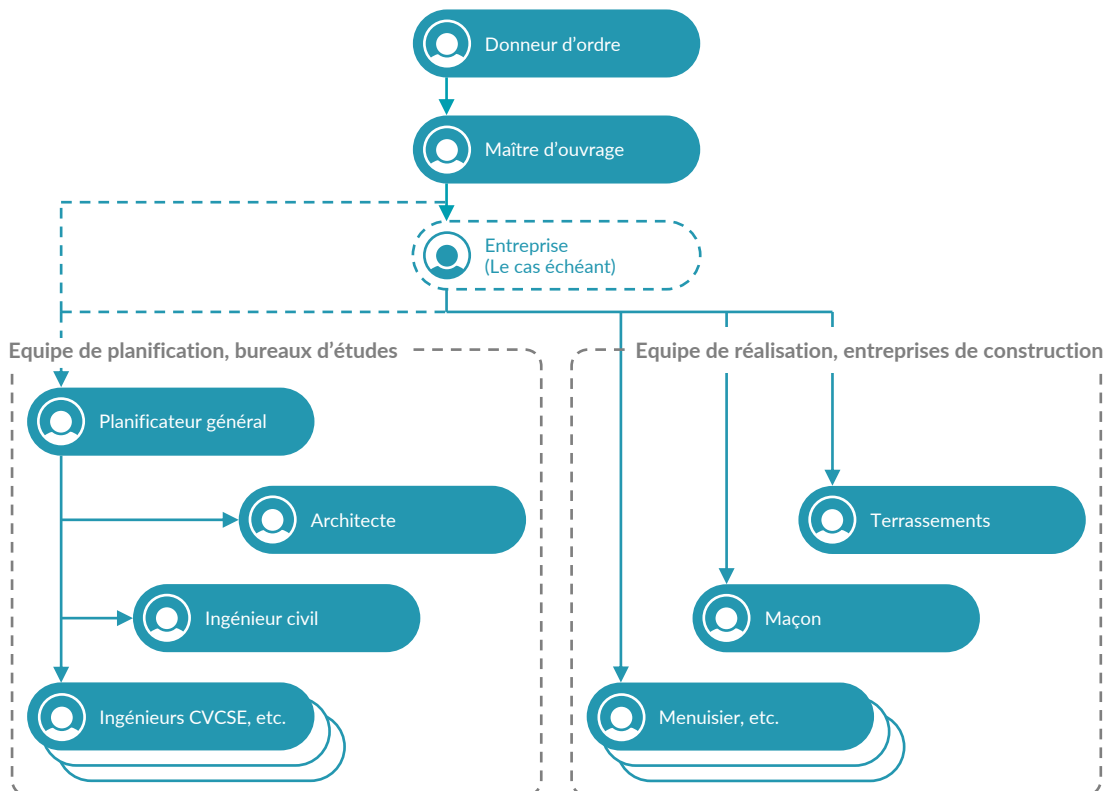 Donneur d’ordre
Maître d’ouvrage
Entreprise
(Le cas échéant)
Equipe de planification, bureaux d’études
Equipe de réalisation, entreprises de construction
Planificateur général
Architecte
Terrassements
Ingénieur civil
Maçon
Ingénieurs CVCSE, etc.
Menuisier, etc.